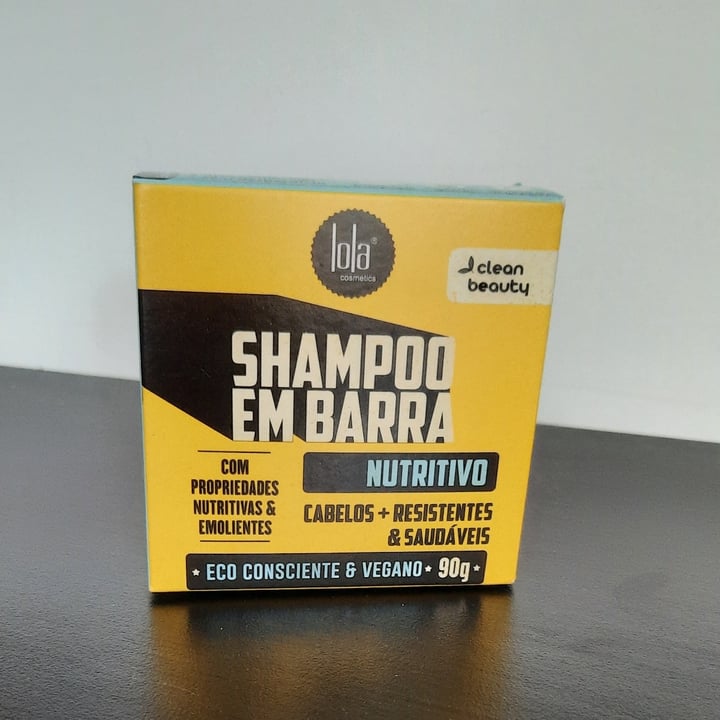 lola®
cosmetics
clean
beauty
SHAMPOO
EM BARRA
NUTRITIVO
COM
PROPRIEDADES
NUTRITIVAS &
EMOLIENTES
CABELOS + RESISTENTES
& SAUDÁVEIS
* ECO CONSCIENTE & VEGANO * 90g *